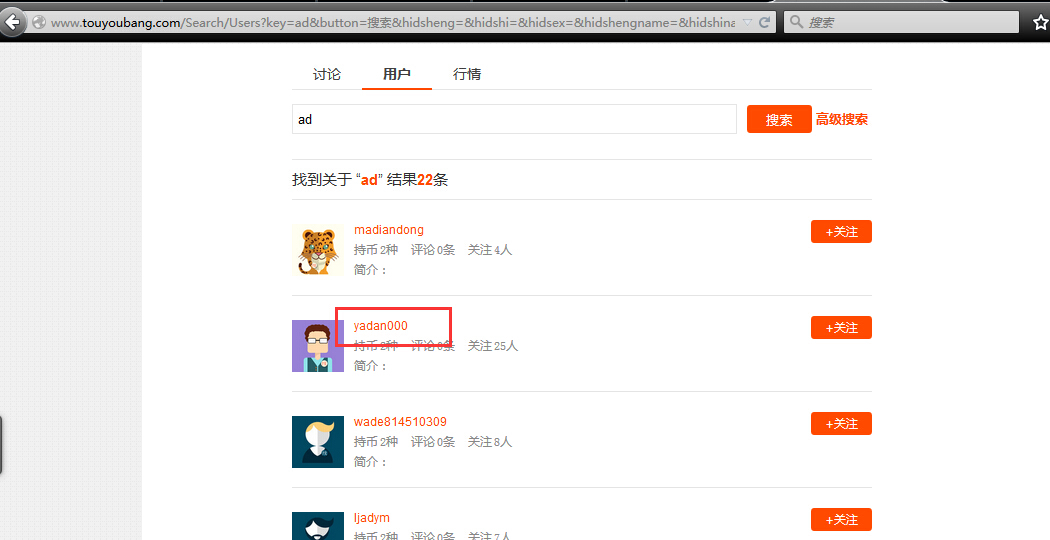 www.touyoubang.com/Search/Users?key=ad&button=搜索&hidsheng=&hidshi=&hidsex=&hidshengname=&hidshina
搜索
讨论 用户 行情
ad 搜索 高级搜索
找到关于 “ad” 结果22条
madiandong +关注
持币 2种 评论 0条 关注 4人
简介：
yadan000 +关注
持币 2种 评论 0条 关注 25人
简介：
wade814510309 +关注
持币 2种 评论 0条 关注 8人
简介：
ljadym +关注
持币 2种 评论 0条 关注 7人